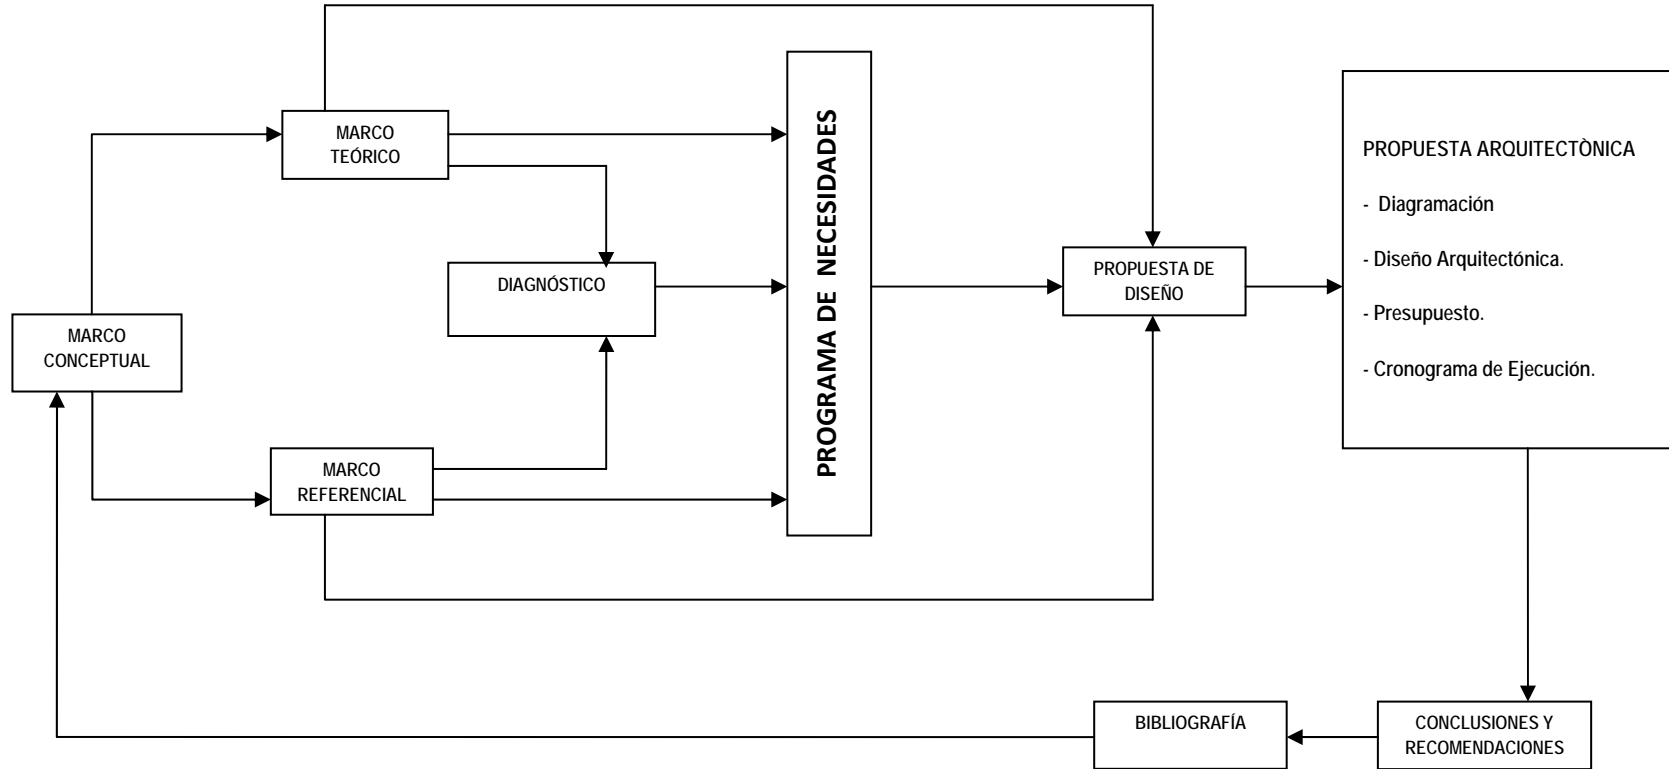 MARCO
TEÓRICO
DIAGNÓSTICO
MARCO
CONCEPTUAL
MARCO
REFERENCIAL
PROGRAMA DE  NECESIDADES
PROPUESTA DE
DISEÑO
PROPUESTA ARQUITECTÒNICA
-  Diagramación
- Diseño Arquitectónica.
- Presupuesto.
- Cronograma de Ejecución.
BIBLIOGRAFÍA
CONCLUSIONES Y
RECOMENDACIONES